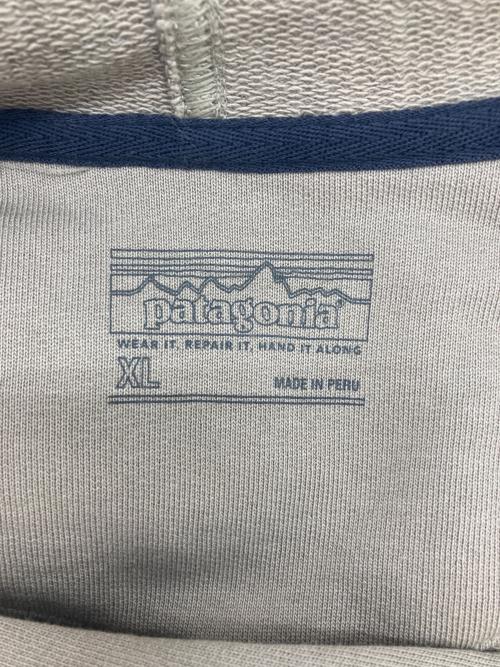 patagonia®
WEAR IT. REPAIR IT. HAND IT ALONG
XL
MADE IN PERU